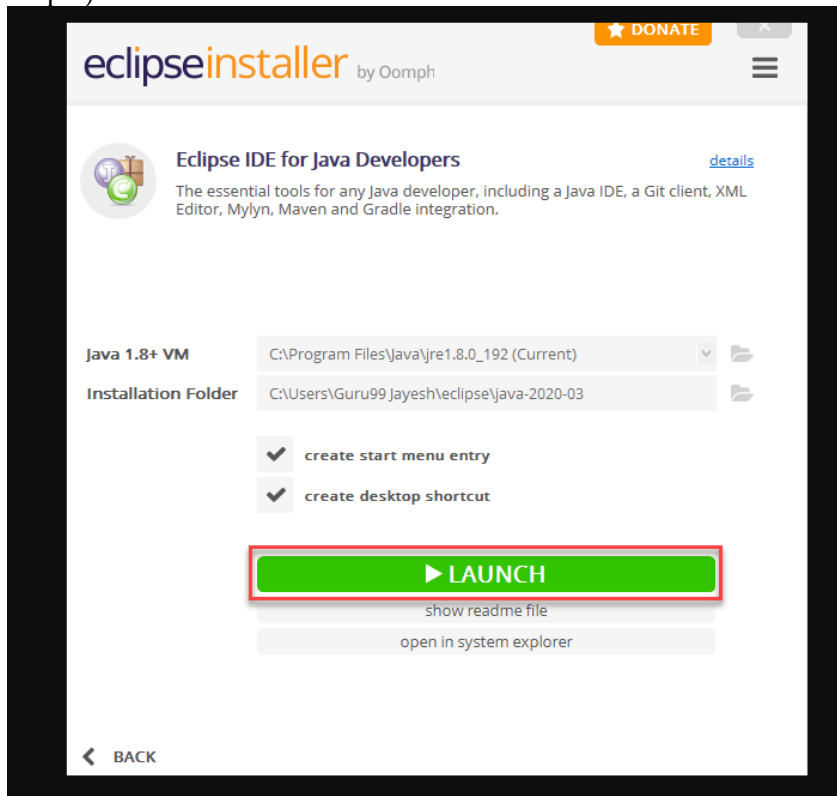 DONATE
eclipseinstaller by Oomph
Eclipse IDE for Java Developers
details
The essential tools for any Java developer, including a Java IDE, a Git client, XML
Editor, Mylyn, Maven and Gradle integration.
Java 1.8+ VM
C:\Program Files\Java\jre1.8.0_192 (Current)
Installation Folder
C:\Users\Guru99 Jayesh\eclipse\java-2020-03
create start menu entry
create desktop shortcut
LAUNCH
show readme file
open in system explorer
BACK